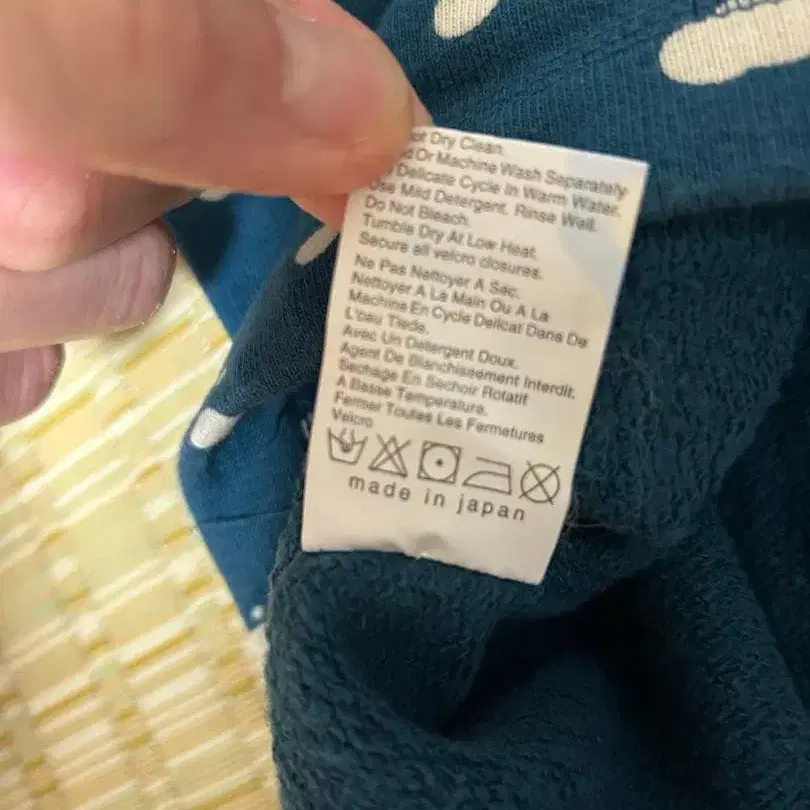 Dry Clean.
Or Machine Wash Separately
Delicate Cycle In Warm Water.
Use Mild Detergent. Rinse Well.
Do Not Bleach.
Tumble Dry At Low Heat.
Secure all velcro closures.
Ne Pas Nettoyer A Sec.
Nettoyer A La Main Ou A La
Machine En Cycle Delicat Dans De
L'eau Tiede.
Avec Un Detergent Doux.
Agent De Blanchiseement Interdit.
Sechage En Sechoir Rotatif
A Basse Temperature.
Fermer Toutes Les Fermetures
Velcro
made in japan